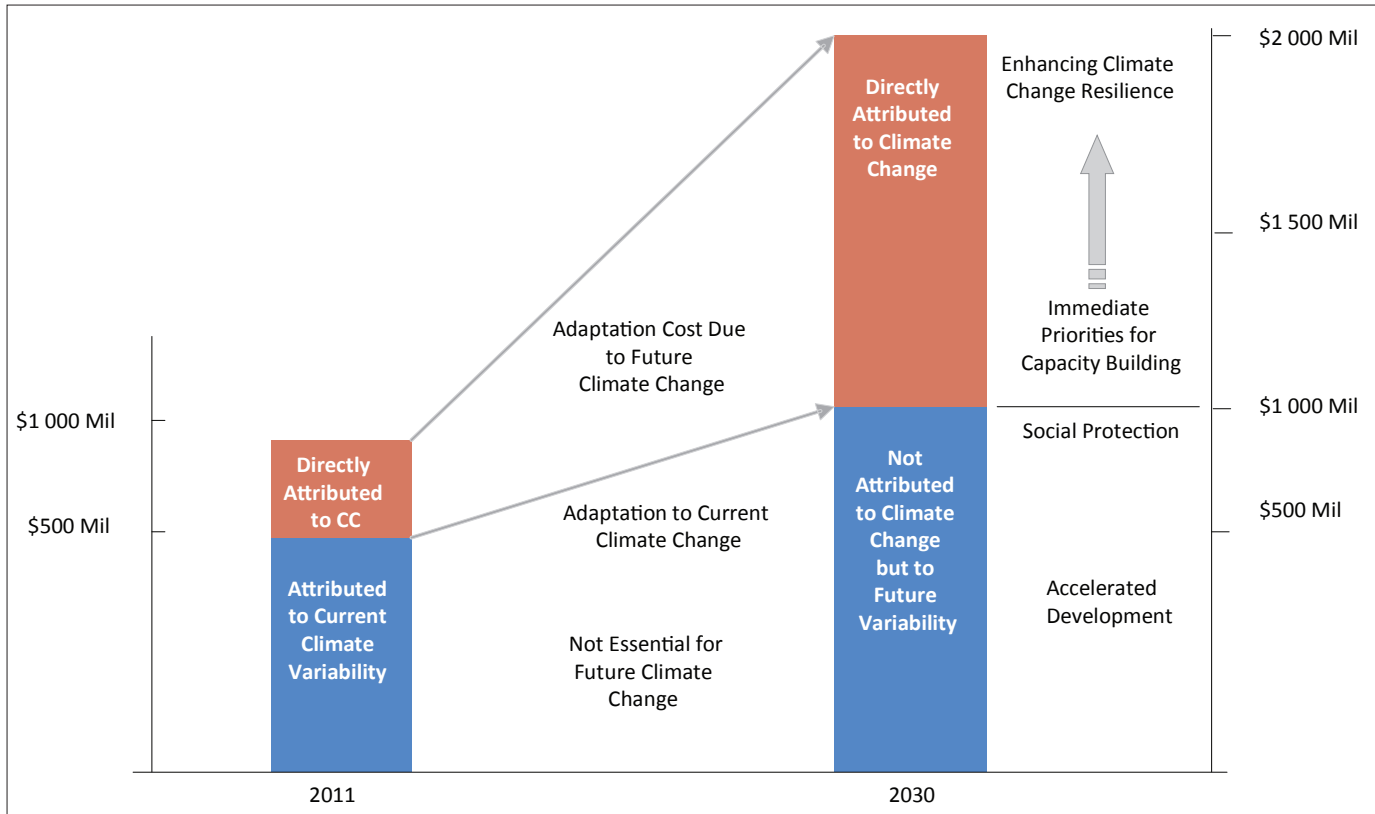 $1 000 Mil
$500 Mil
Directly
Attributed
to CC
Attributed
to Current
Climate
Variability
2011
Adaptation Cost Due
to Future
Climate Change
Adaptation to Current
Climate Change
Not Essential for
Future Climate
Change
Directly
Attributed
to Climate
Change
Not
Attributed
to Climate
Change
but to
Future
Variability
2030
Enhancing Climate
Change Resilience
Immediate
Priorities for
Capacity Building
Social Protection
Accelerated
Development
$2 000 Mil
$1 500 Mil
$1 000 Mil
$500 Mil